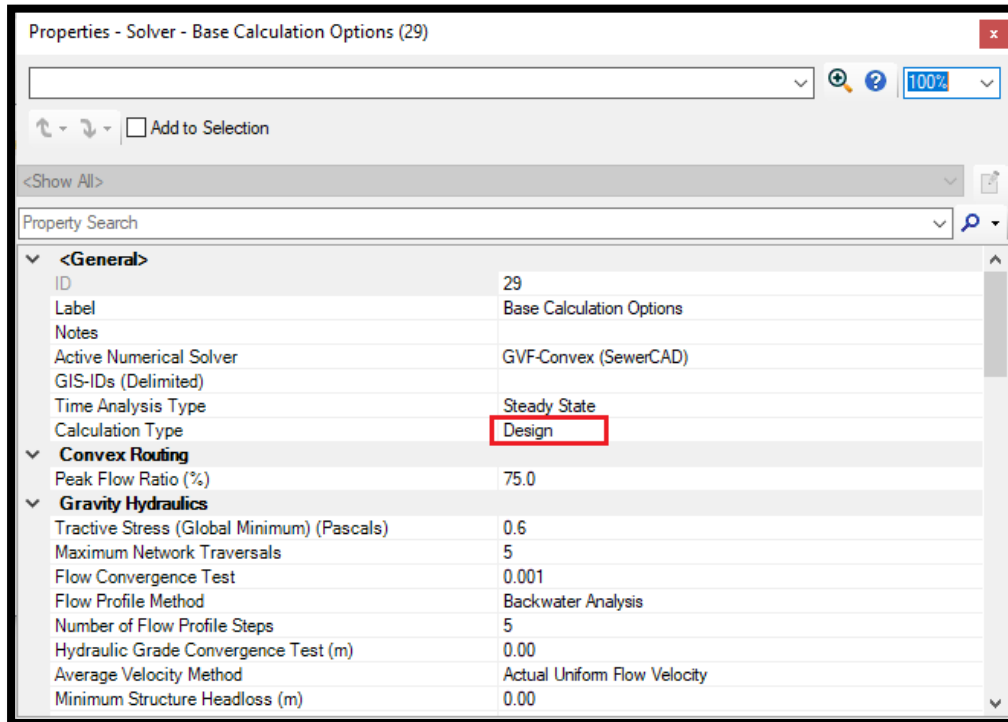 Properties - Solver - Base Calculation Options (29)
x
100%
Add to Selection
<Show All>
Property Search
<General>
ID 29
Label Base Calculation Options
Notes
Active Numerical Solver GVF-Convex (SewerCAD)
GIS-IDs (Delimited)
Time Analysis Type Steady State
Calculation Type Design
Convex Routing
Peak Flow Ratio (%) 75.0
Gravity Hydraulics
Tractive Stress (Global Minimum) (Pascals) 0.6
Maximum Network Traversals 5
Flow Convergence Test 0.001
Flow Profile Method Backwater Analysis
Number of Flow Profile Steps 5
Hydraulic Grade Convergence Test (m) 0.00
Average Velocity Method Actual Uniform Flow Velocity
Minimum Structure Headloss (m) 0.00